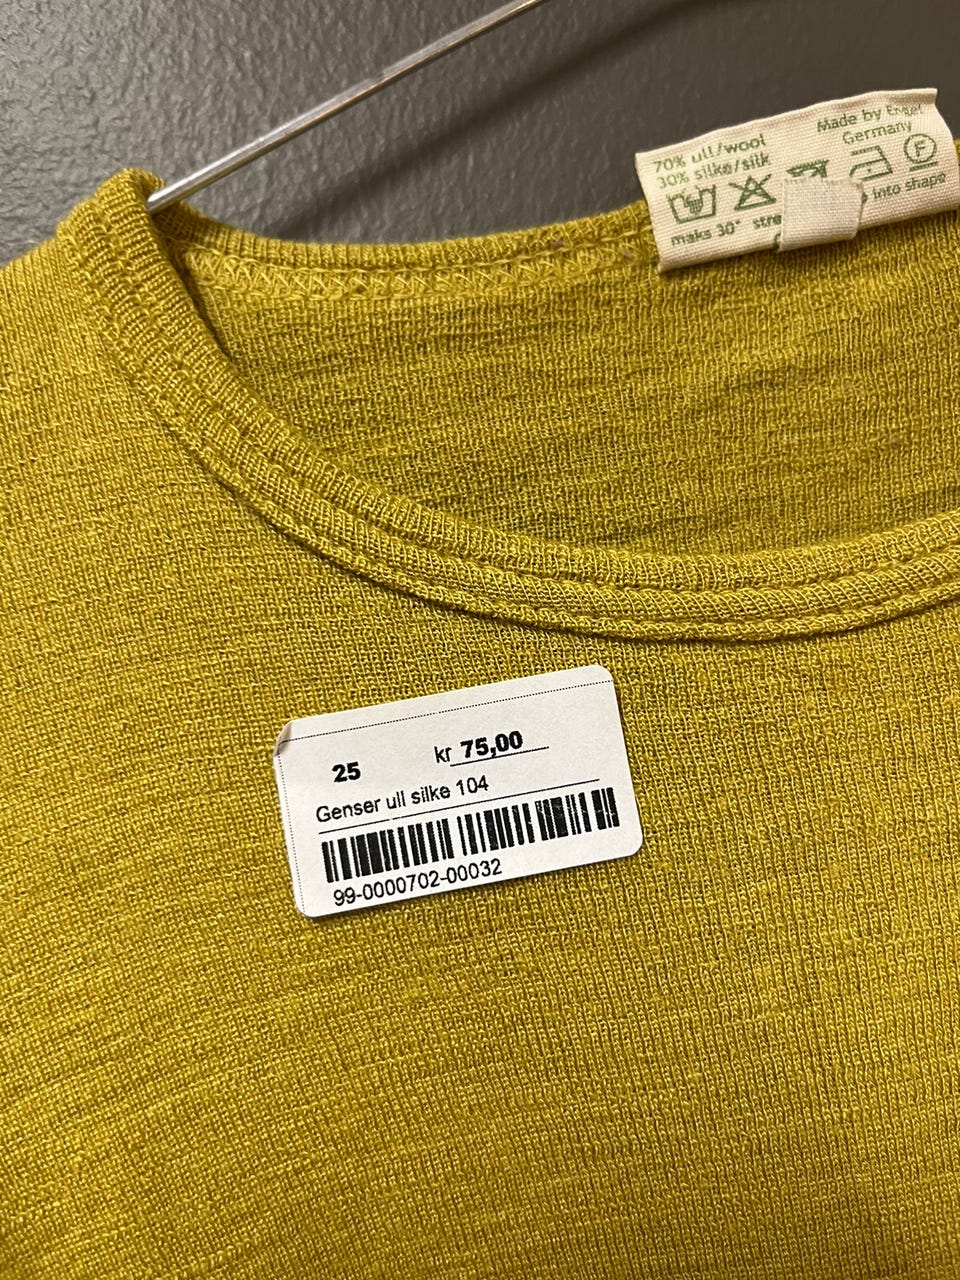 70% ull/wool
30% silke/silk
maks 30° stre
Made by Engel
Germany
F
into shape
25
kr 75,00
Genser ull silke 104
99-0000702-00032